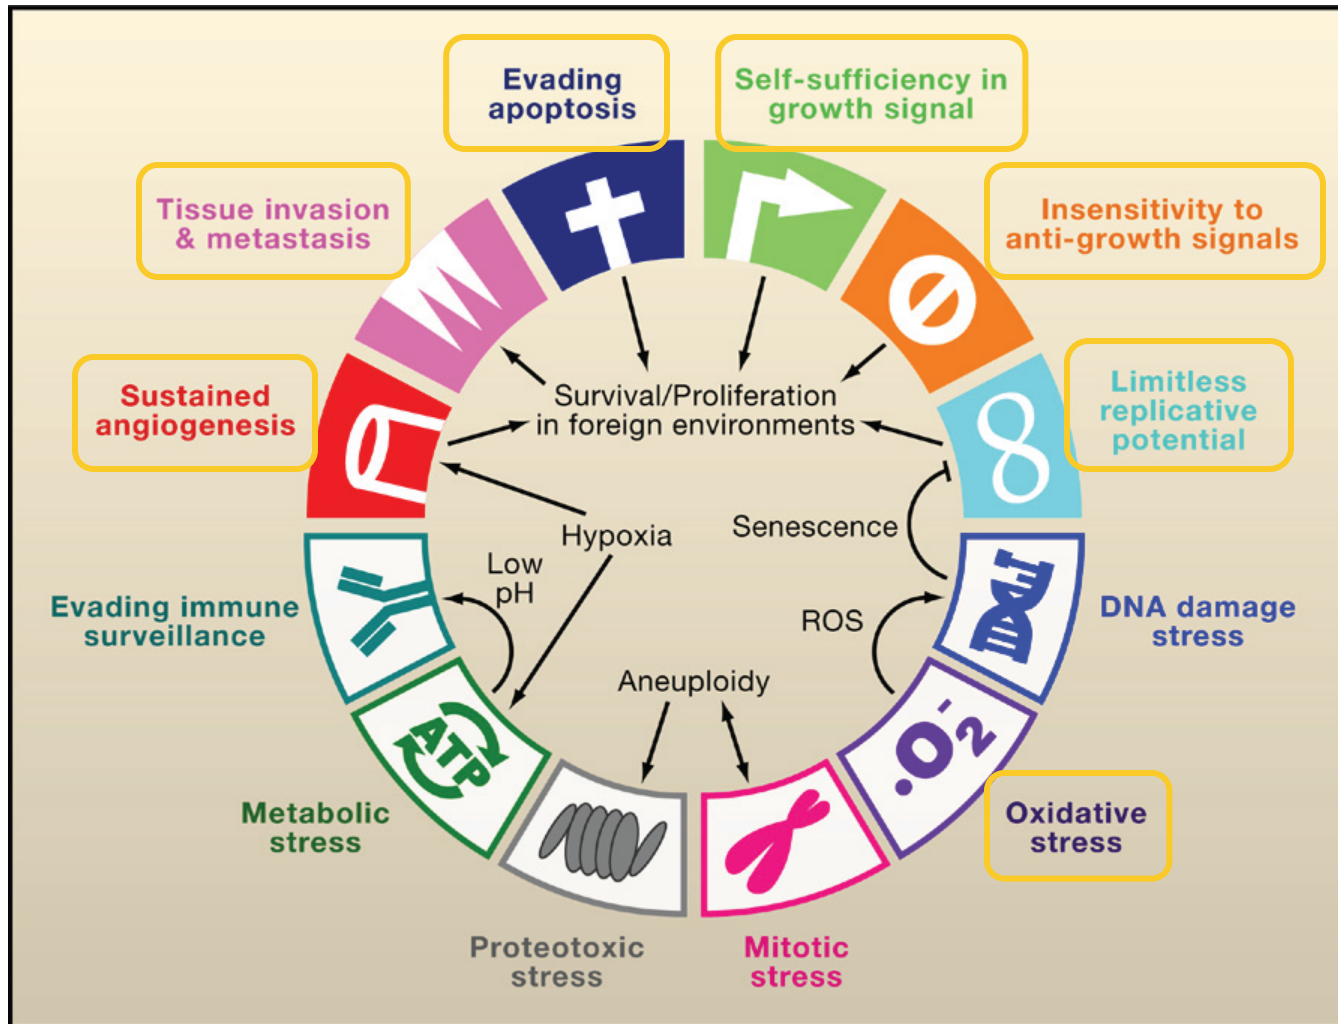 Evading
apoptosis
Self-sufficiency in
growth signal
Tissue invasion
& metastasis
Insensitivity to
anti-growth signals
Sustained
angiogenesis
Survival/Proliferation
in foreign environments
Limitless
replicative
potential
Hypoxia
Senescence
Low
pH
Evading immune
surveillance
ROS
DNA damage
stress
Aneuploidy
ATP
•O2-
Metabolic
stress
Oxidative
stress
Proteotoxic
stress
Mitotic
stress